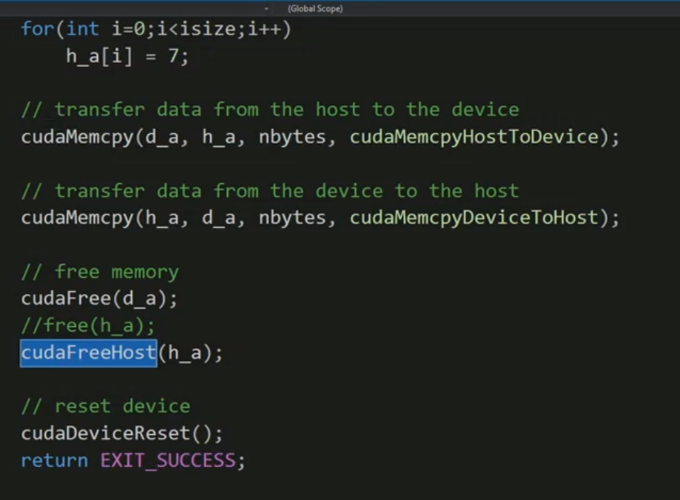 (Global Scope)
for(int i=0;i<isize;i++)
h_a[i] = 7;
// transfer data from the host to the device
cudaMemcpy(d_a, h_a, nbytes, cudaMemcpyHostToDevice);
// transfer data from the device to the host
cudaMemcpy(h_a, d_a, nbytes, cudaMemcpyDeviceToHost);
// free memory
cudaFree(d_a);
//free(h_a);
cudaFreeHost(h_a);
// reset device
cudaDeviceReset();
return EXIT_SUCCESS;